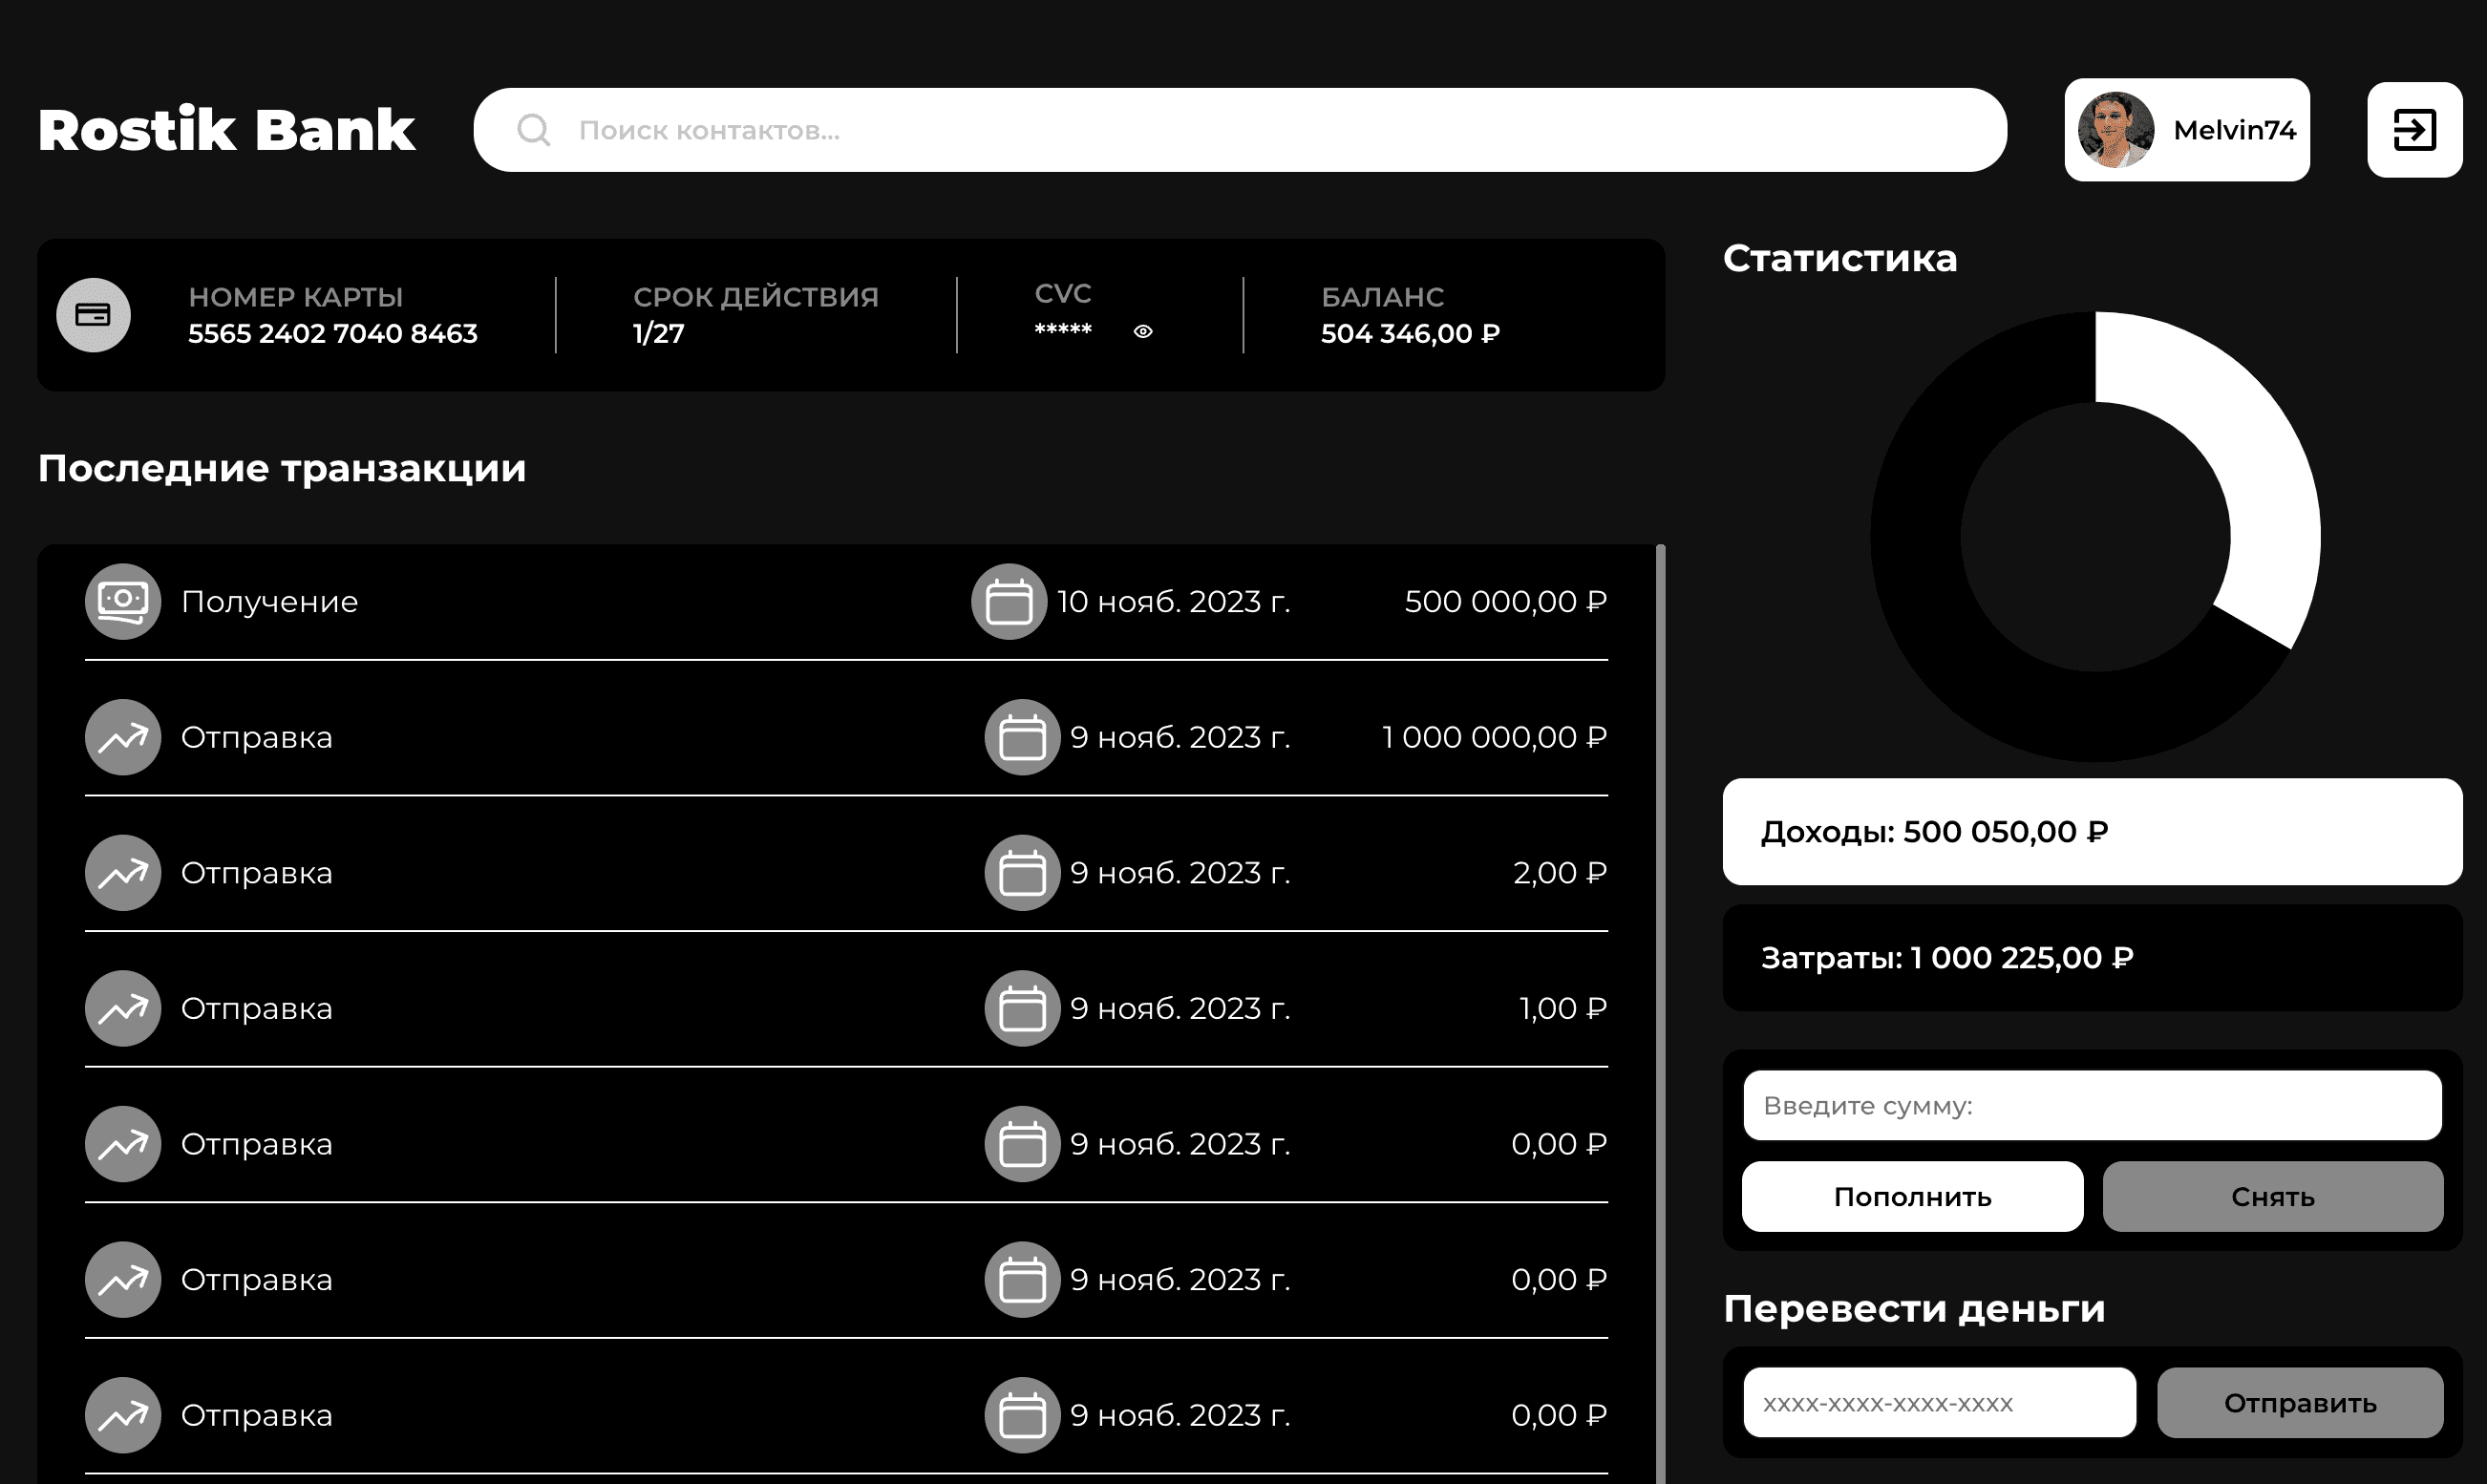 Rostik Bank
Поиск контактов...
Melvin74
НОМЕР КАРТЫ
5565 2402 7040 8463
СРОК ДЕЙСТВИЯ
1/27
CVC
*****
БАЛАНС
504 346,00 ₽
Последние транзакции
Получение 10 нояб. 2023 г. 500 000,00 ₽
Отправка 9 нояб. 2023 г. 1 000 000,00 ₽
Отправка 9 нояб. 2023 г. 2,00 ₽
Отправка 9 нояб. 2023 г. 1,00 ₽
Отправка 9 нояб. 2023 г. 0,00 ₽
Отправка 9 нояб. 2023 г. 0,00 ₽
Отправка 9 нояб. 2023 г. 0,00 ₽
Статистика
Доходы: 500 050,00 ₽
Затраты: 1 000 225,00 ₽
Введите сумму:
Пополнить
Снять
Перевести деньги
xxxx-xxxx-xxxx-xxxx
Отправить